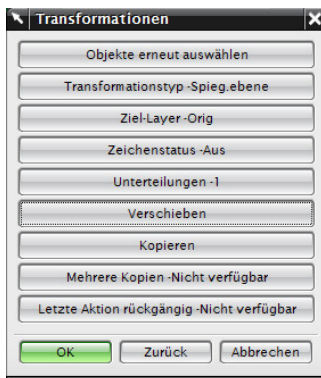 Transformationen
Objekte erneut auswählen
Transformationstyp -Spieg.ebene
Ziel-Layer -Orig
Zeichenstatus -Aus
Unterteilungen -1
Verschieben
Kopieren
Mehrere Kopien -Nicht verfügbar
Letzte Aktion rückgängig -Nicht verfügbar
OK Zurück Abbrechen